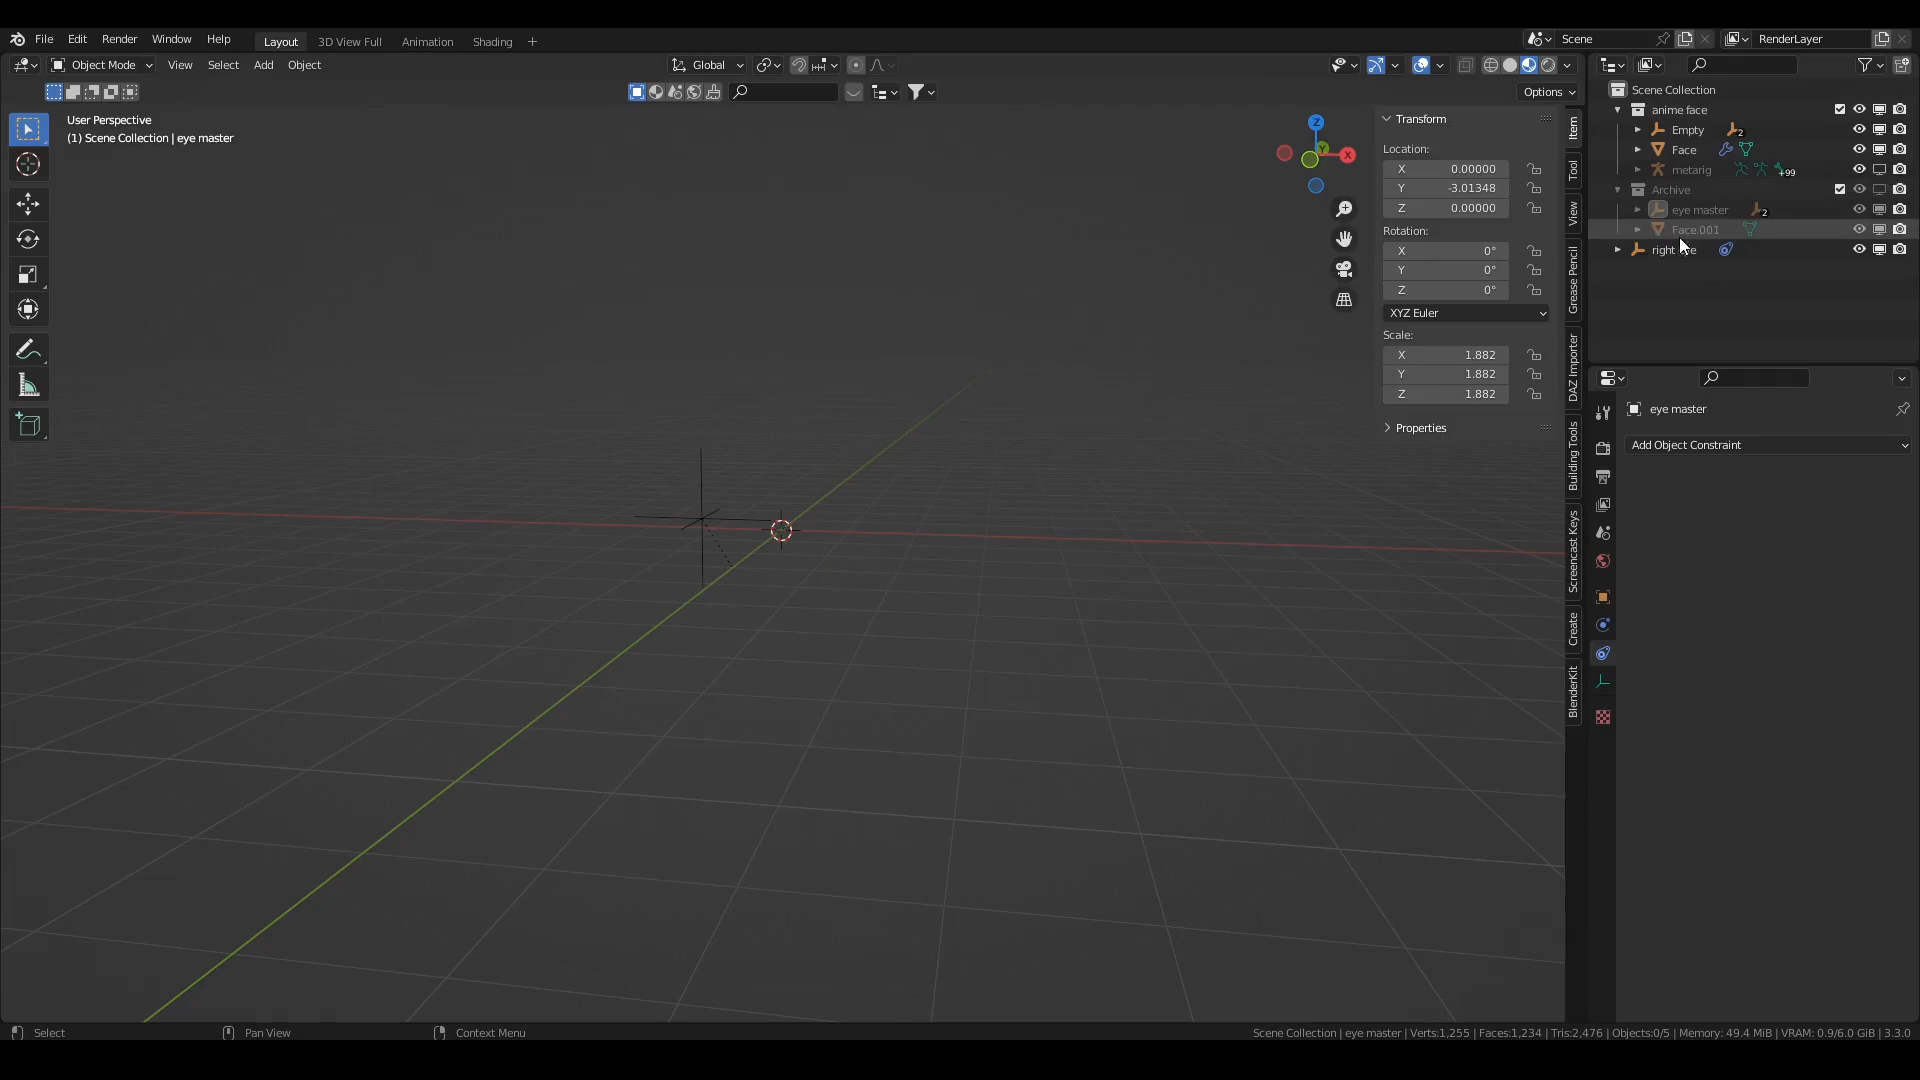 File Edit Render Window Help Layout 3D View Full Animation Shading Scene RenderLayer
Object Mode View Select Add Object Global
Options
User Perspective
(1) Scene Collection | eye master
Z
X
Y
Transform
Location:
X 0.00000
Y -3.01348
Z 0.00000
Rotation:
X 0°
Y 0°
Z 0°
XYZ Euler
Scale:
X 1.882
Y 1.882
Z 1.882
Properties
Item
Tool
View
Grease Pencil
DAZ Importer
Building Tools
Screencast Keys
Create
BlenderKit
Scene Collection
anime face
Empty 2
Face
metarig +99
Archive
eye master 2
Face.001
right
eye master
Add Object Constraint
Select Pan View Context Menu Scene Collection | eye master | Verts:1,255 | Faces:1,234 | Tris:2,476 | Objects:0/5 | Memory: 49.4 MiB | VRAM: 0.9/6.0 GiB | 3.3.0